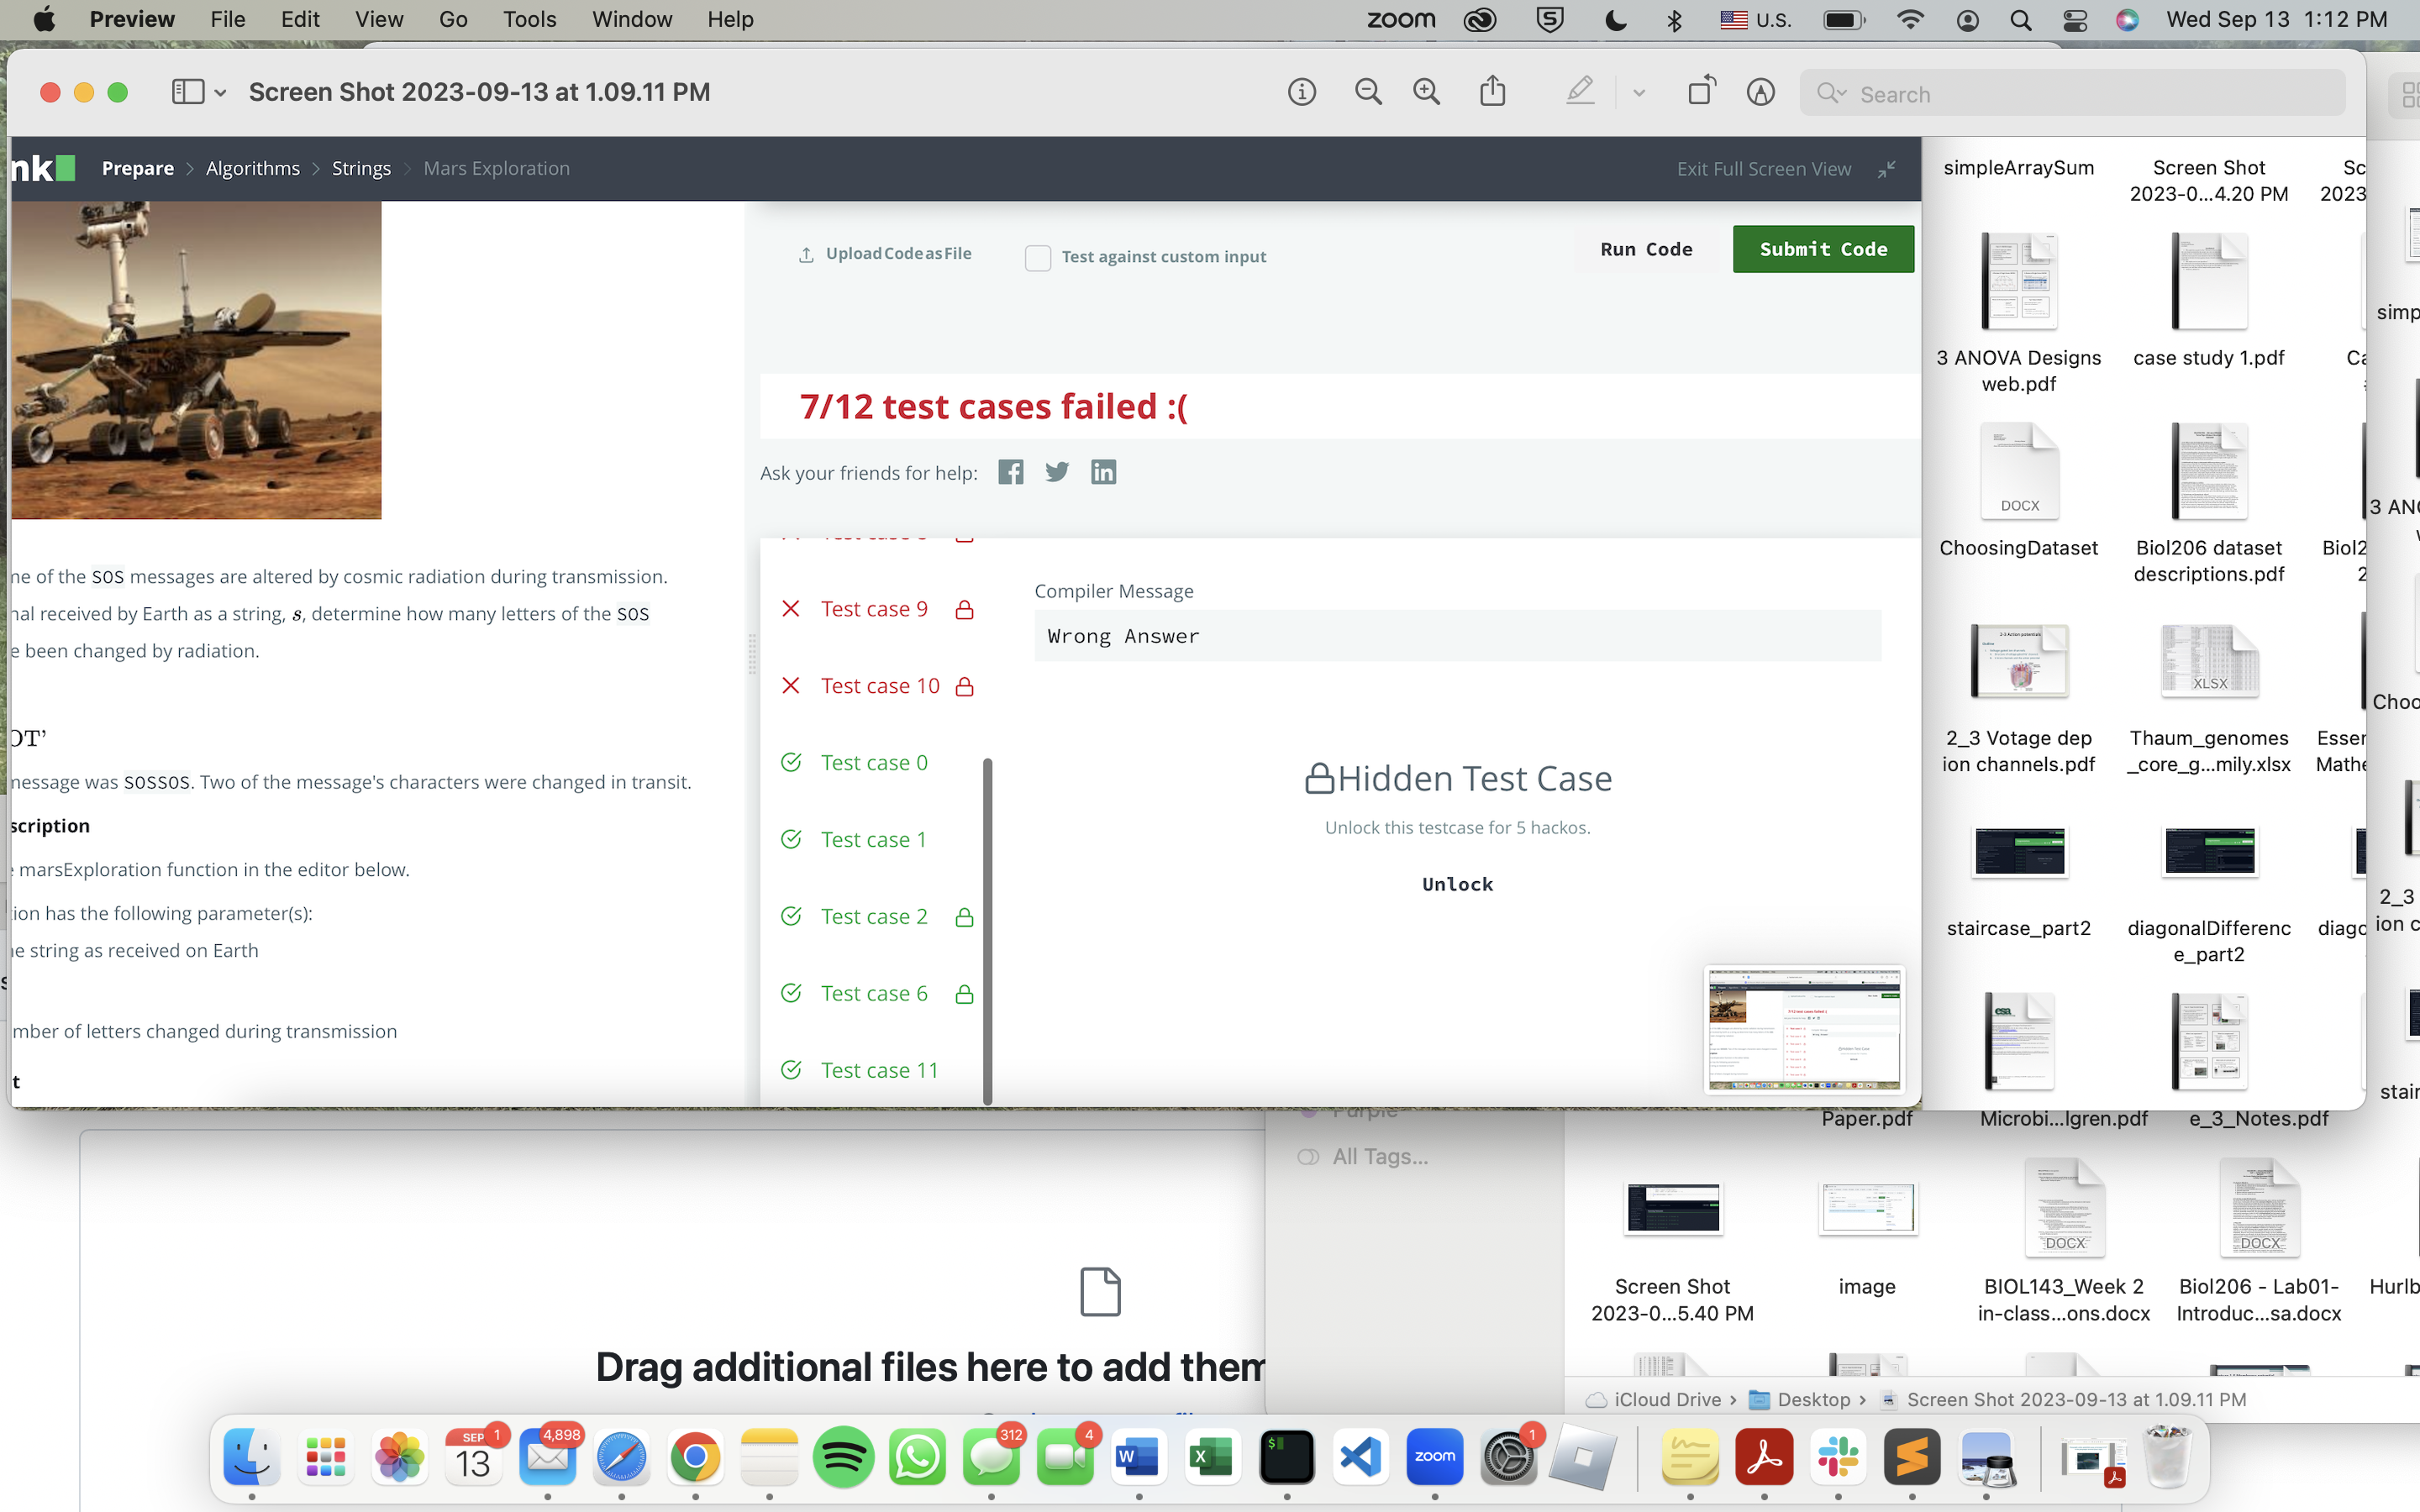 Preview File Edit View Go Tools Window Help
zoom U.S. Wed Sep 13 1:12 PM
Screen Shot 2023-09-13 at 1.09.11 PM
Search
nk Prepare Algorithms Strings Mars Exploration
Exit Full Screen View
Upload Code as File
Test against custom input
Run Code
Submit Code
7/12 test cases failed :(
Ask your friends for help:
me of the SOS messages are altered by cosmic radiation during transmission.
nal received by Earth as a string, s, determine how many letters of the SOS
e been changed by radiation.
OT'
nessage was SOSSOS. Two of the message's characters were changed in transit.
scription
marsExploration function in the editor below.
ion has the following parameter(s):
e string as received on Earth
mber of letters changed during transmission
t
Test case 9
Test case 10
Test case 0
Test case 1
Test case 2
Test case 6
Test case 11
Compiler Message
Wrong Answer
Hidden Test Case
Unlock this testcase for 5 hackos.
Unlock
simpleArraySum
Screen Shot
2023-0...4.20 PM
Sc
2023
3 ANOVA Designs
web.pdf
case study 1.pdf
Ca
DOCX
ChoosingDataset
Biol206 dataset
descriptions.pdf
Biol2
2
2_3 Votage dep
ion channels.pdf
XLSX
Thaum_genomes
_core_g...mily.xlsx
Esser
Mathe
staircase_part2
diagonalDifferenc
e_part2
diago
simp
3 AN
Choo
2_3
ion c
stair
Purple
All Tags...
Paper.pdf
Microbi...lgren.pdf
e_3_Notes.pdf
Screen Shot
2023-0...5.40 PM
image
DOCX
BIOL143_Week 2
in-class...ons.docx
DOCX
Biol206 - Lab01-
Introduc...sa.docx
Hurlb
Drag additional files here to add them
iCloud Drive Desktop Screen Shot 2023-09-13 at 1.09.11 PM
SEP
13
1
4,898
312
4
W
X
zoom
1